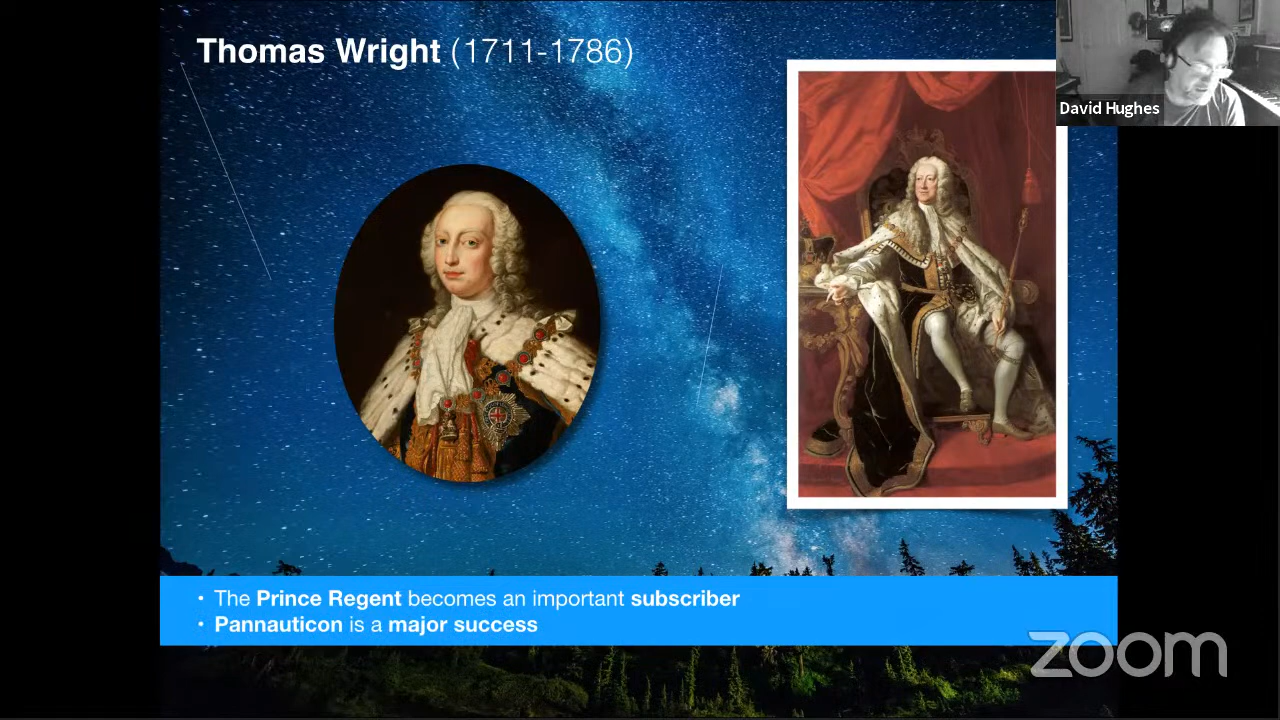 Thomas Wright (1711-1786)
David Hughes
• The Prince Regent becomes an important subscriber
• Pannauticon is a major success
zoom